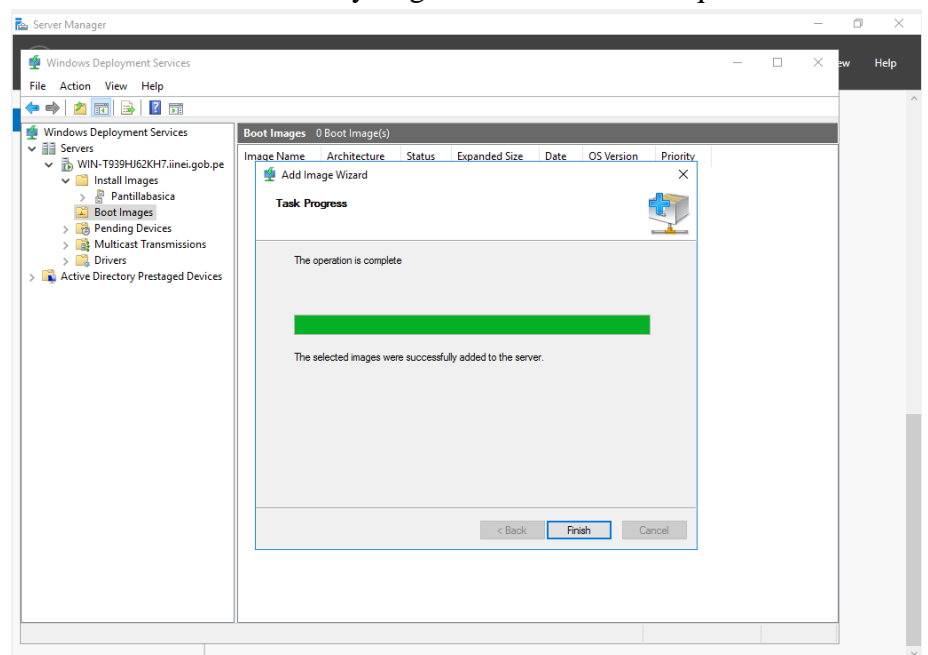 Server Manager
Windows Deployment Services
ew Help
File Action View Help
Windows Deployment Services
Servers
WIN-T939HJ62KH7.iinei.gob.pe
Install Images
Pantillabasica
Boot Images
Pending Devices
Multicast Transmissions
Drivers
Active Directory Prestaged Devices
Boot Images 0 Boot Image(s)
Image Name Architecture Status Expanded Size Date OS Version Priority
Add Image Wizard
Task Progress
The operation is complete
The selected images were successfully added to the server.
< Back Finish Cancel